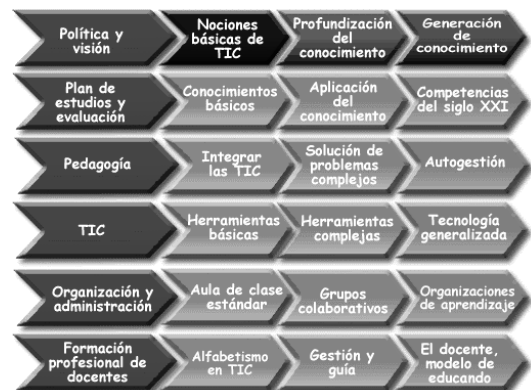 Política y
visión
Nociones
básicas de
TIC
Profundización
del
conocimiento
Generación
de
conocimiento
Plan de
estudios y
evaluación
Conocimientos
básicos
Aplicación
del
conocimiento
Competencias
del siglo XXI
Pedagogía
Integrar
las TIC
Solución de
problemas
complejos
Autogestión
TIC
Herramientas
básicas
Herramientas
complejas
Tecnología
generalizada
Organización y
administración
Aula de clase
estándar
Grupos
colaborativos
Organizaciones
de aprendizaje
Formación
profesional de
docentes
Alfabetismo
en TIC
Gestión y
guía
El docente,
modelo de
educando